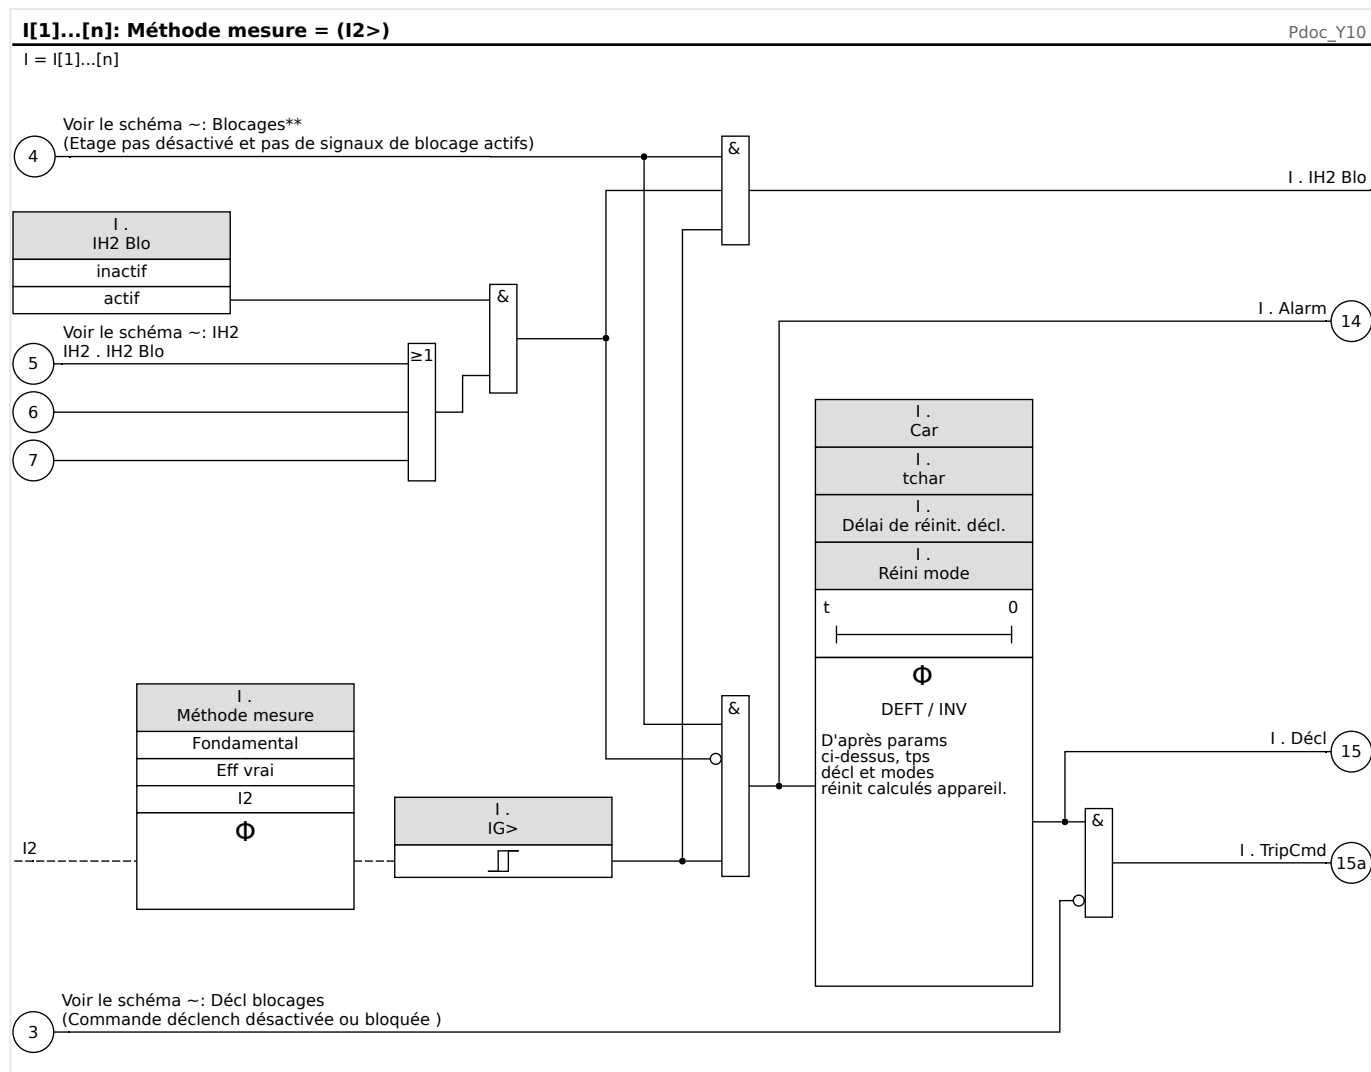 I[1]...[n]: Méthode mesure = (I2>)
Pdoc_Y10
I = I[1]...[n]
Voir le schéma ~: Blocages**
(Etage pas désactivé et pas de signaux de blocage actifs)
4
&
I . IH2 Blo
I .
IH2 Blo
inactif
actif
&
I . Alarm
14
Voir le schéma ~: IH2
IH2 . IH2 Blo
5
≥1
6
7
I .
Car
I .
tchar
I .
Délai de réinit. décl.
I .
Réini mode
t
0
Φ
DEFT / INV
D'après params
ci-dessus, tps
décl et modes
réinit calculés appareil.
I .
Méthode mesure
Fondamental
Eff vrai
I2
Φ
I2
I .
IG>
&
I . Décl
15
&
I . TripCmd
15a
Voir le schéma ~: Décl blocages
(Commande déclench désactivée ou bloquée )
3